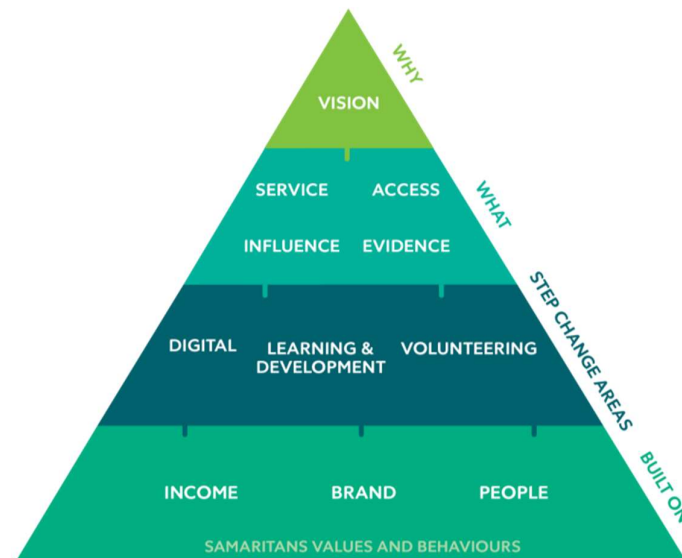 WHY
VISION
SERVICE ACCESS
WHAT
INFLUENCE EVIDENCE
STEP CHANGE AREAS
DIGITAL LEARNING & VOLUNTEERING
DEVELOPMENT
BUILT ON
INCOME BRAND PEOPLE
SAMARITANS VALUES AND BEHAVIOURS